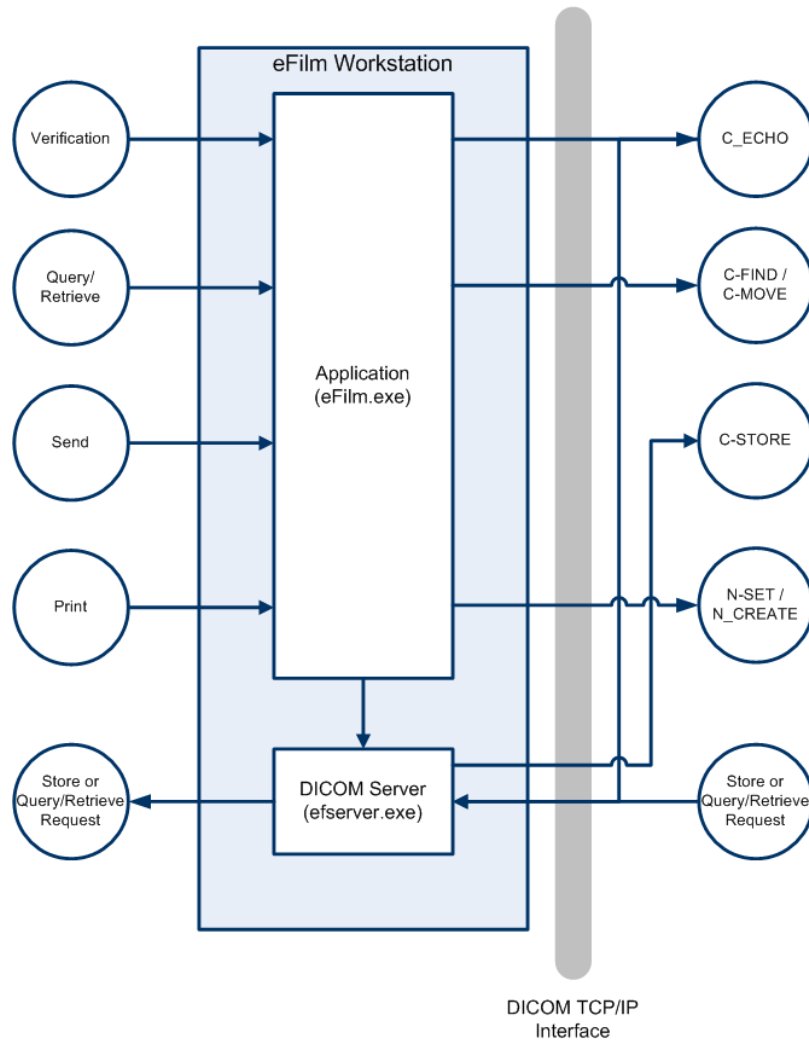 eFilm Workstation
Verification
C_ECHO
Query/
Retrieve
C-FIND /
C-MOVE
Application
(eFilm.exe)
Send
C-STORE
Print
N-SET /
N_CREATE
Store or
Query/Retrieve
Request
DICOM Server
(efserver.exe)
Store or
Query/Retrieve
Request
DICOM TCP/IP
Interface